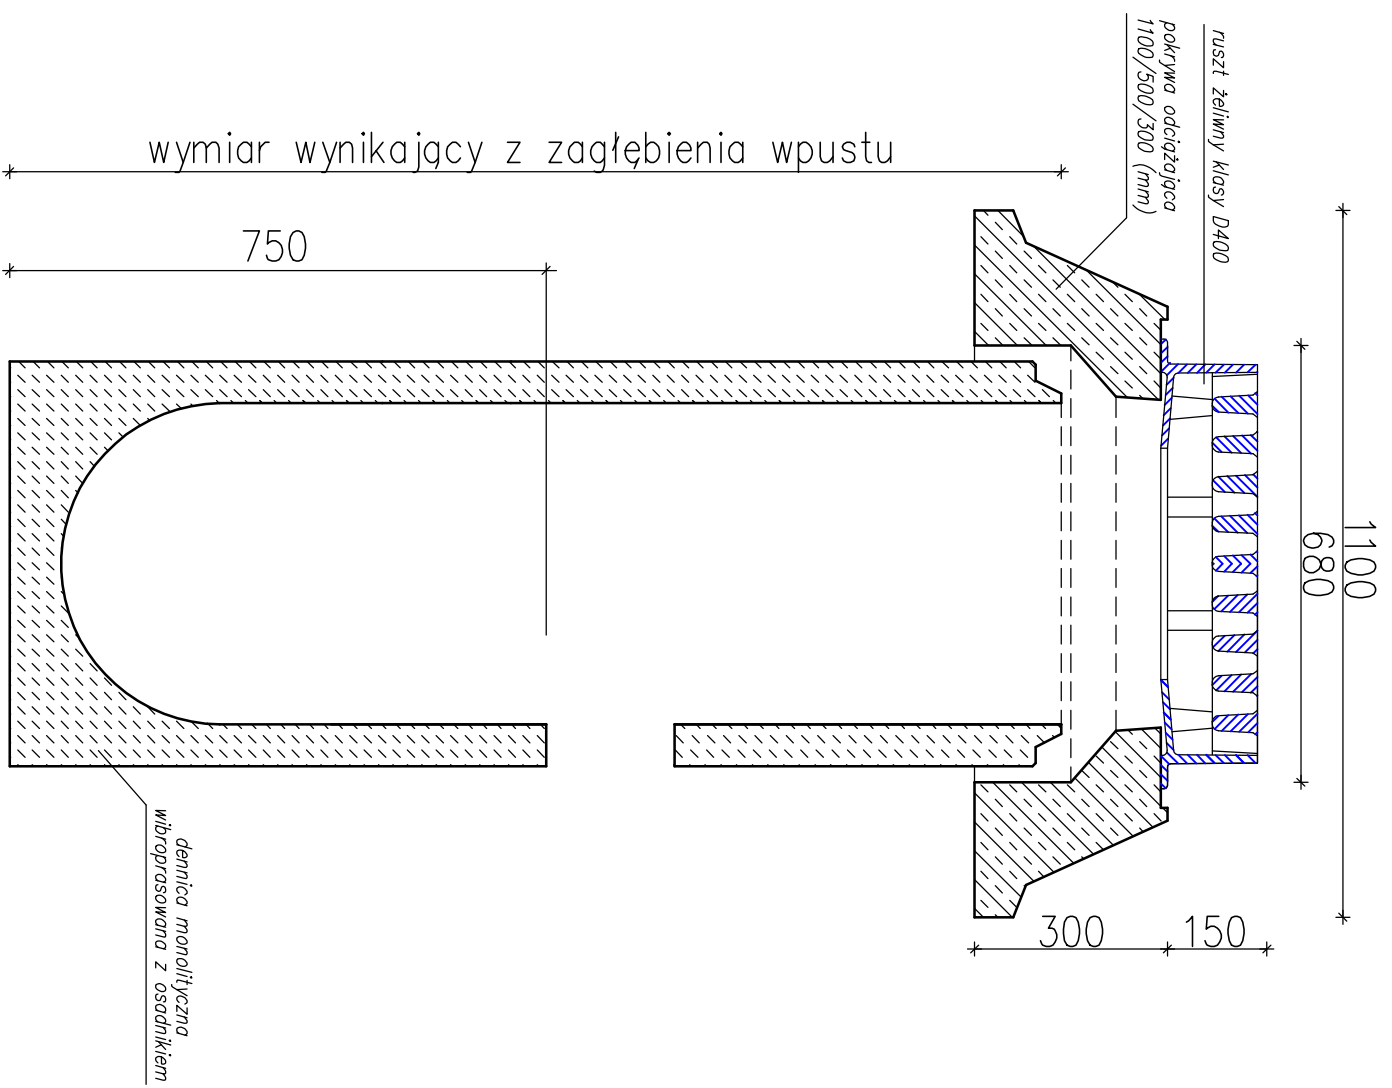 ruszt żeliwny klasy D400
pokrywa odciążająca
1100/500/300 (mm)
wymiar wynikający z zagłębienia wpustu
750
1100
680
300
150
dennica monolityczna
wibroprasowana z osadnikiem